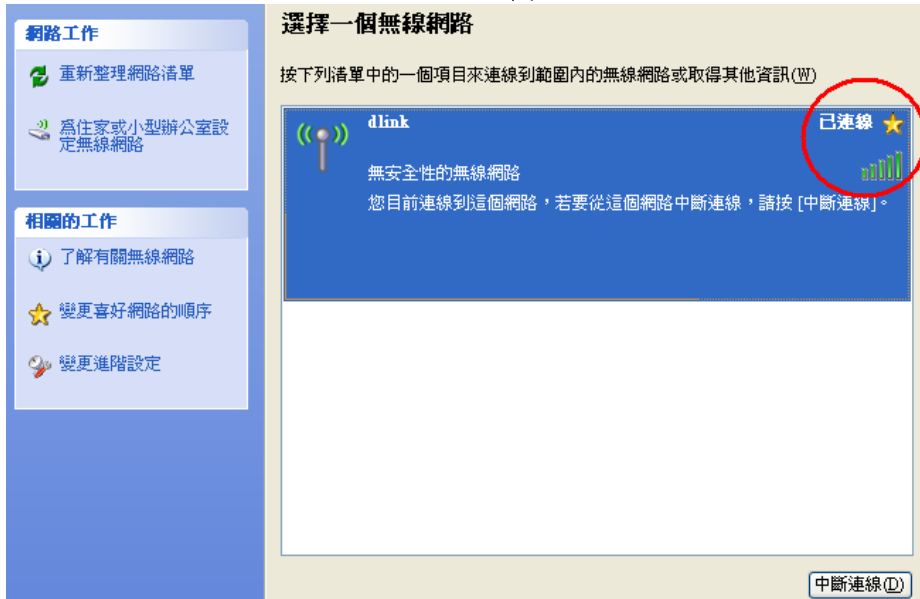 網路工作
重新整理網路清單
為住家或小型辦公室設
定無線網路
相關的工作
了解有關無線網路
變更喜好網路的順序
變更進階設定
選擇一個無線網路
按下列清單中的一個項目來連線到範圍內的無線網路或取得其他資訊(W)
dlink
已連線
無安全性的無線網路
您目前連線到這個網路，若要從這個網路中斷連線，請按 [中斷連線]。
中斷連線(D)